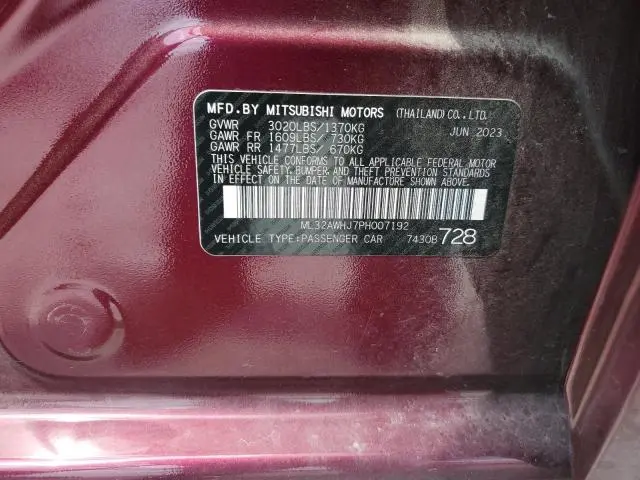 MFD.BY MITSUBISHI MOTORS (THAILAND)CO.,LTD.
GVWR 3020LBS/1370KG JUN 2023
GAWR FR 1609LBS/ 730KG
GAWR RR 1477LBS/ 670KG
THIS VEHICLE CONFORMS TO ALL APPLICABLE FEDERAL MOTOR
VEHICLE SAFETY, BUMPER, AND THEFT PREVENTION STANDARDS
IN EFFECT ON THE DATE OF MANUFACTURE SHOWN ABOVE.
ML32AWHJ7PH007192
VEHICLE TYPE:PASSENGER CAR 74308 728